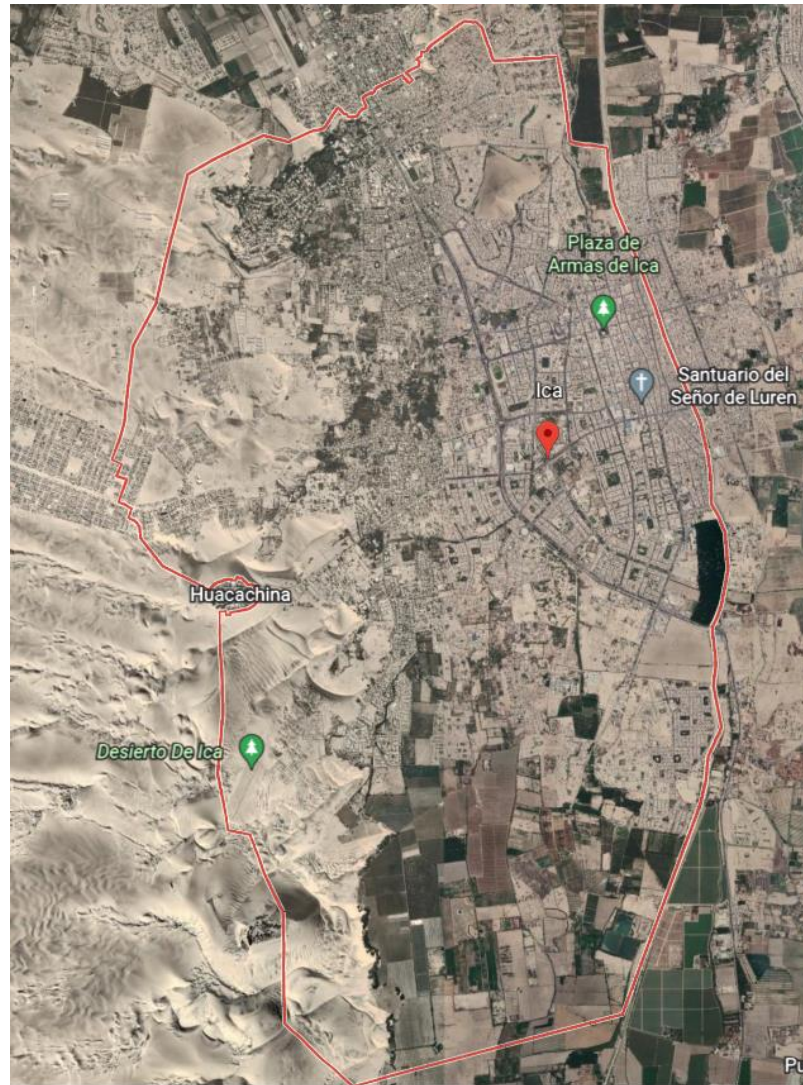 Plaza de
Armas de Ica
Santuario del
Señor de Luren
Ica
Huacachina
Desierto De Ica